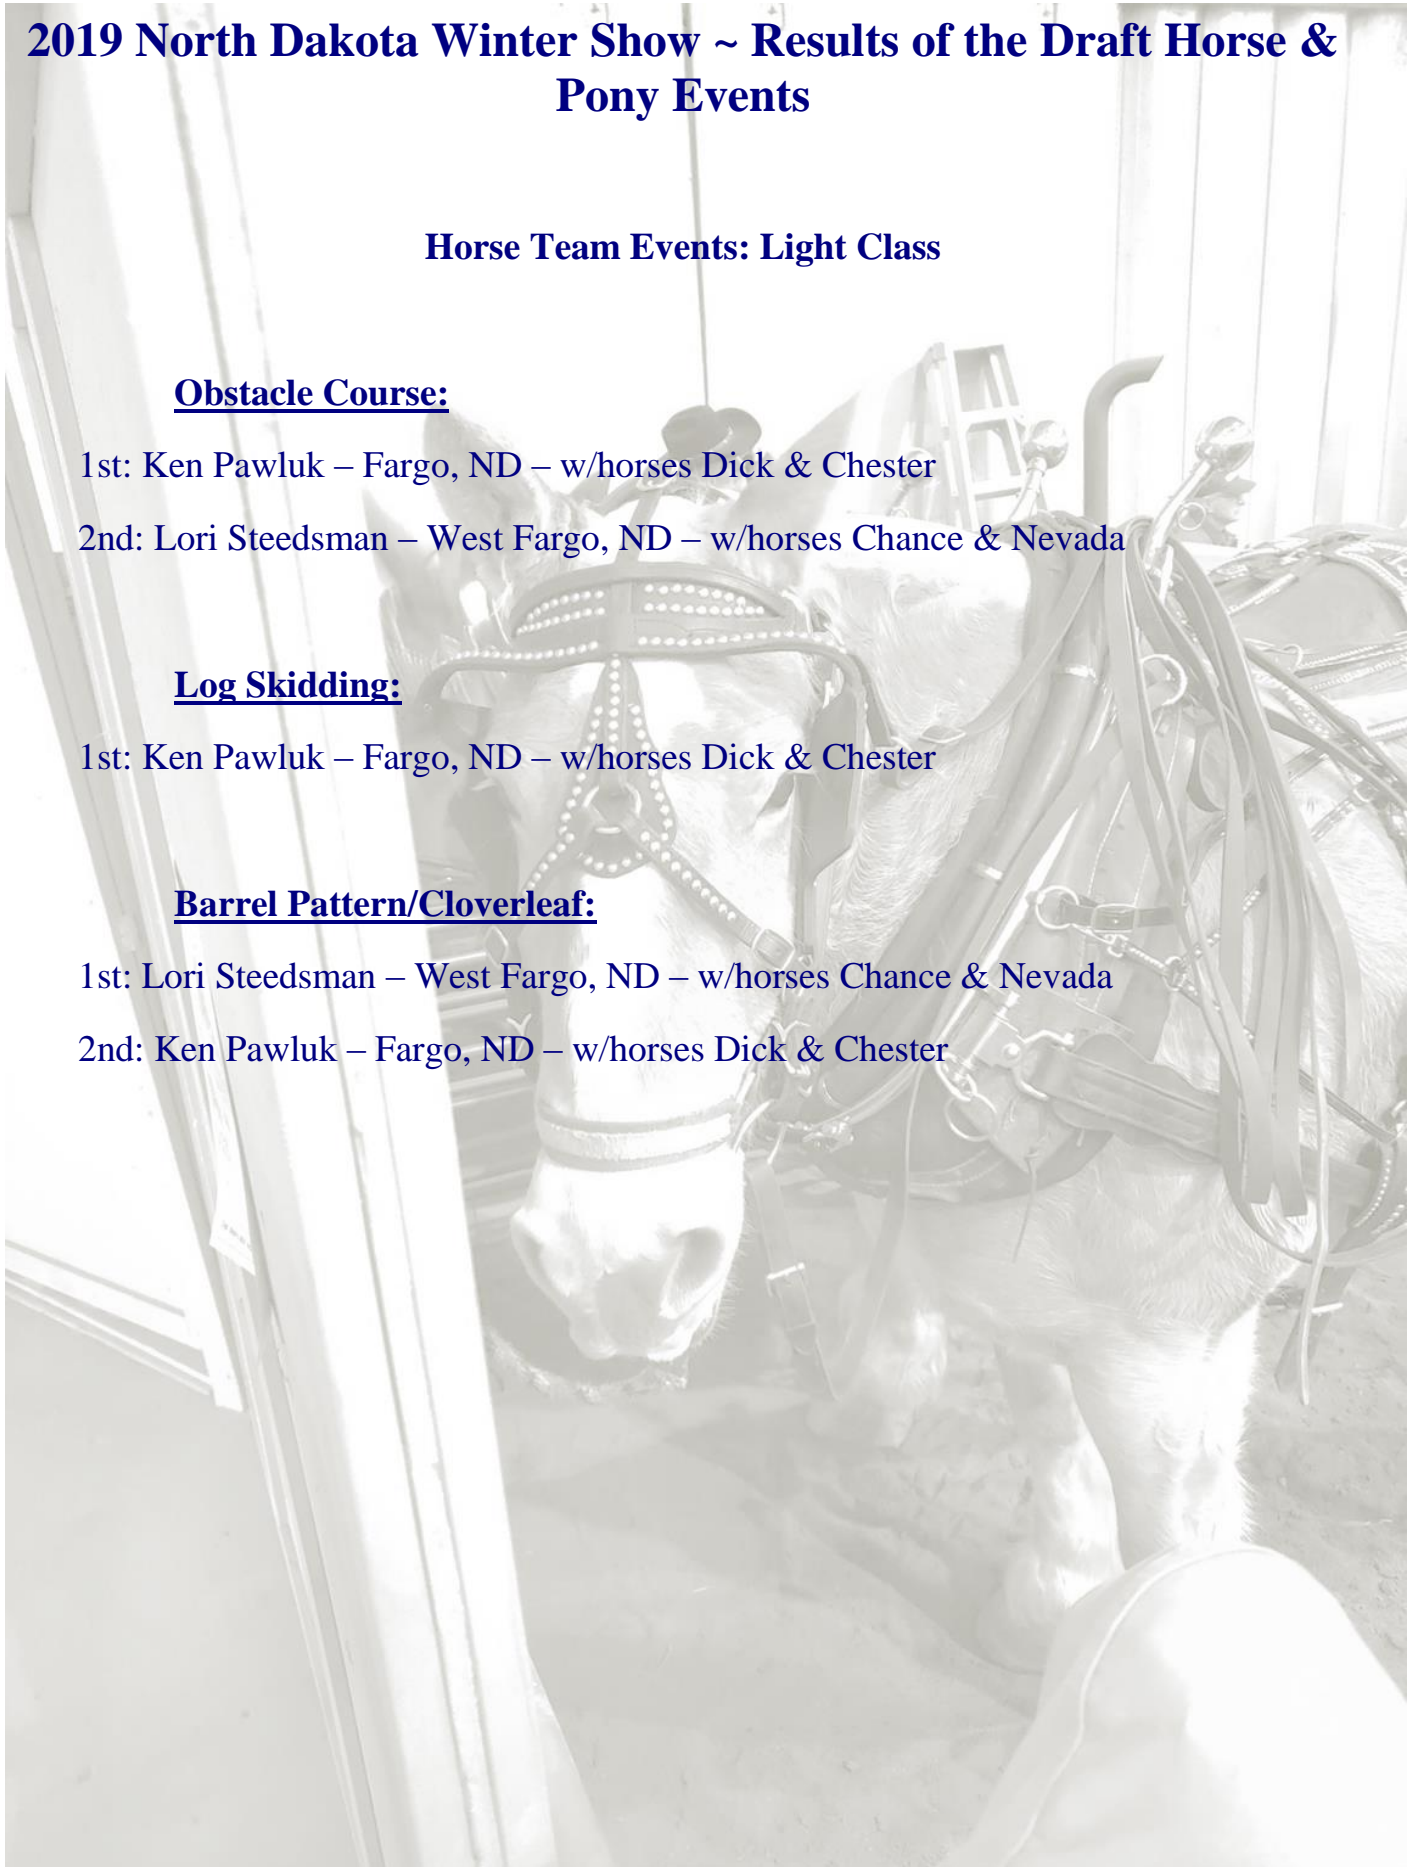 2019 North Dakota Winter Show ~ Results of the Draft Horse &
Pony Events
Horse Team Events: Light Class
Obstacle Course:
1st: Ken Pawluk – Fargo, ND – w/horses Dick & Chester
2nd: Lori Steedsman – West Fargo, ND – w/horses Chance & Nevada
Log Skidding:
1st: Ken Pawluk – Fargo, ND – w/horses Dick & Chester
Barrel Pattern/Cloverleaf:
1st: Lori Steedsman – West Fargo, ND – w/horses Chance & Nevada
2nd: Ken Pawluk – Fargo, ND – w/horses Dick & Chester